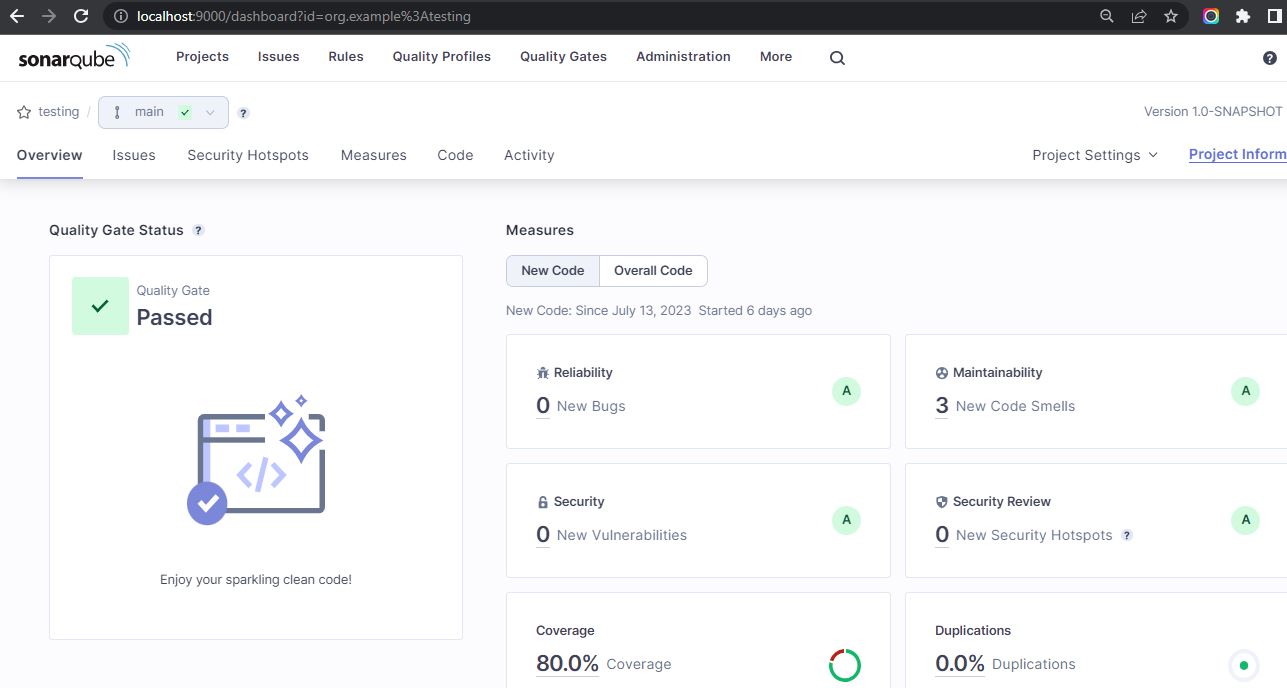 localhost:9000/dashboard?id=org.example%3Atesting
sonarqube Projects Issues Rules Quality Profiles Quality Gates Administration More ?
testing / main ? Version 1.0-SNAPSHOT
Overview Issues Security Hotspots Measures Code Activity Project Settings Project Inform
Quality Gate Status ?
Quality Gate
Passed
</>
Enjoy your sparkling clean code!
Measures
New Code Overall Code
New Code: Since July 13, 2023 Started 6 days ago
Reliability
0 New Bugs A
Maintainability
3 New Code Smells A
Security
0 New Vulnerabilities A
Security Review
0 New Security Hotspots ? A
Coverage
80.0% Coverage
Duplications
0.0% Duplications